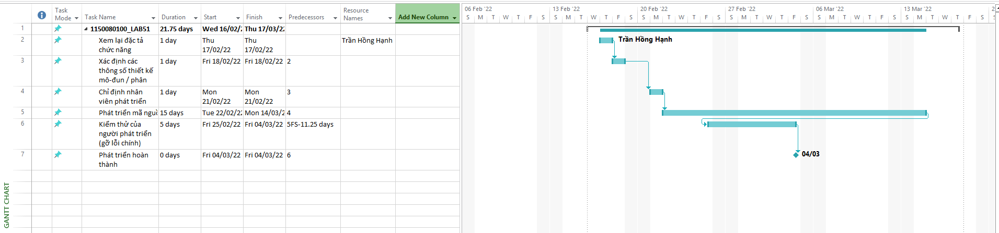 06 Feb '22 13 Feb '22 20 Feb '22 27 Feb '22 06 Mar '22 13 Mar '22 2
S M T W T F S S M T W T F S S M T W T F S S M T W T F S S M T W T F S S M T W T F S
Task Mode Task Name Duration Start Finish Predecessors Resource Names Add New Column
1 1150080100_LAB51 21.75 days Wed 16/02/2 Thu 17/03/2
2 Xem lại đặc tả chức năng 1 day Thu 17/02/22 Thu 17/02/22 Trần Hồng Hạnh
Trần Hồng Hạnh
3 Xác định các thông số thiết kế mô-đun / phân 1 day Fri 18/02/22 Fri 18/02/22 2
4 Chỉ định nhân viên phát triển 1 day Mon 21/02/22 Mon 21/02/22 3
5 Phát triển mã nguồ 15 days Tue 22/02/22 Mon 14/03/2 4
6 Kiểm thử của người phát triển (gỡ lỗi chính) 5 days Fri 25/02/22 Fri 04/03/22 5FS-11.25 days
7 Phát triển hoàn thành 0 days Fri 04/03/22 Fri 04/03/22 6
04/03
GANTT CHART